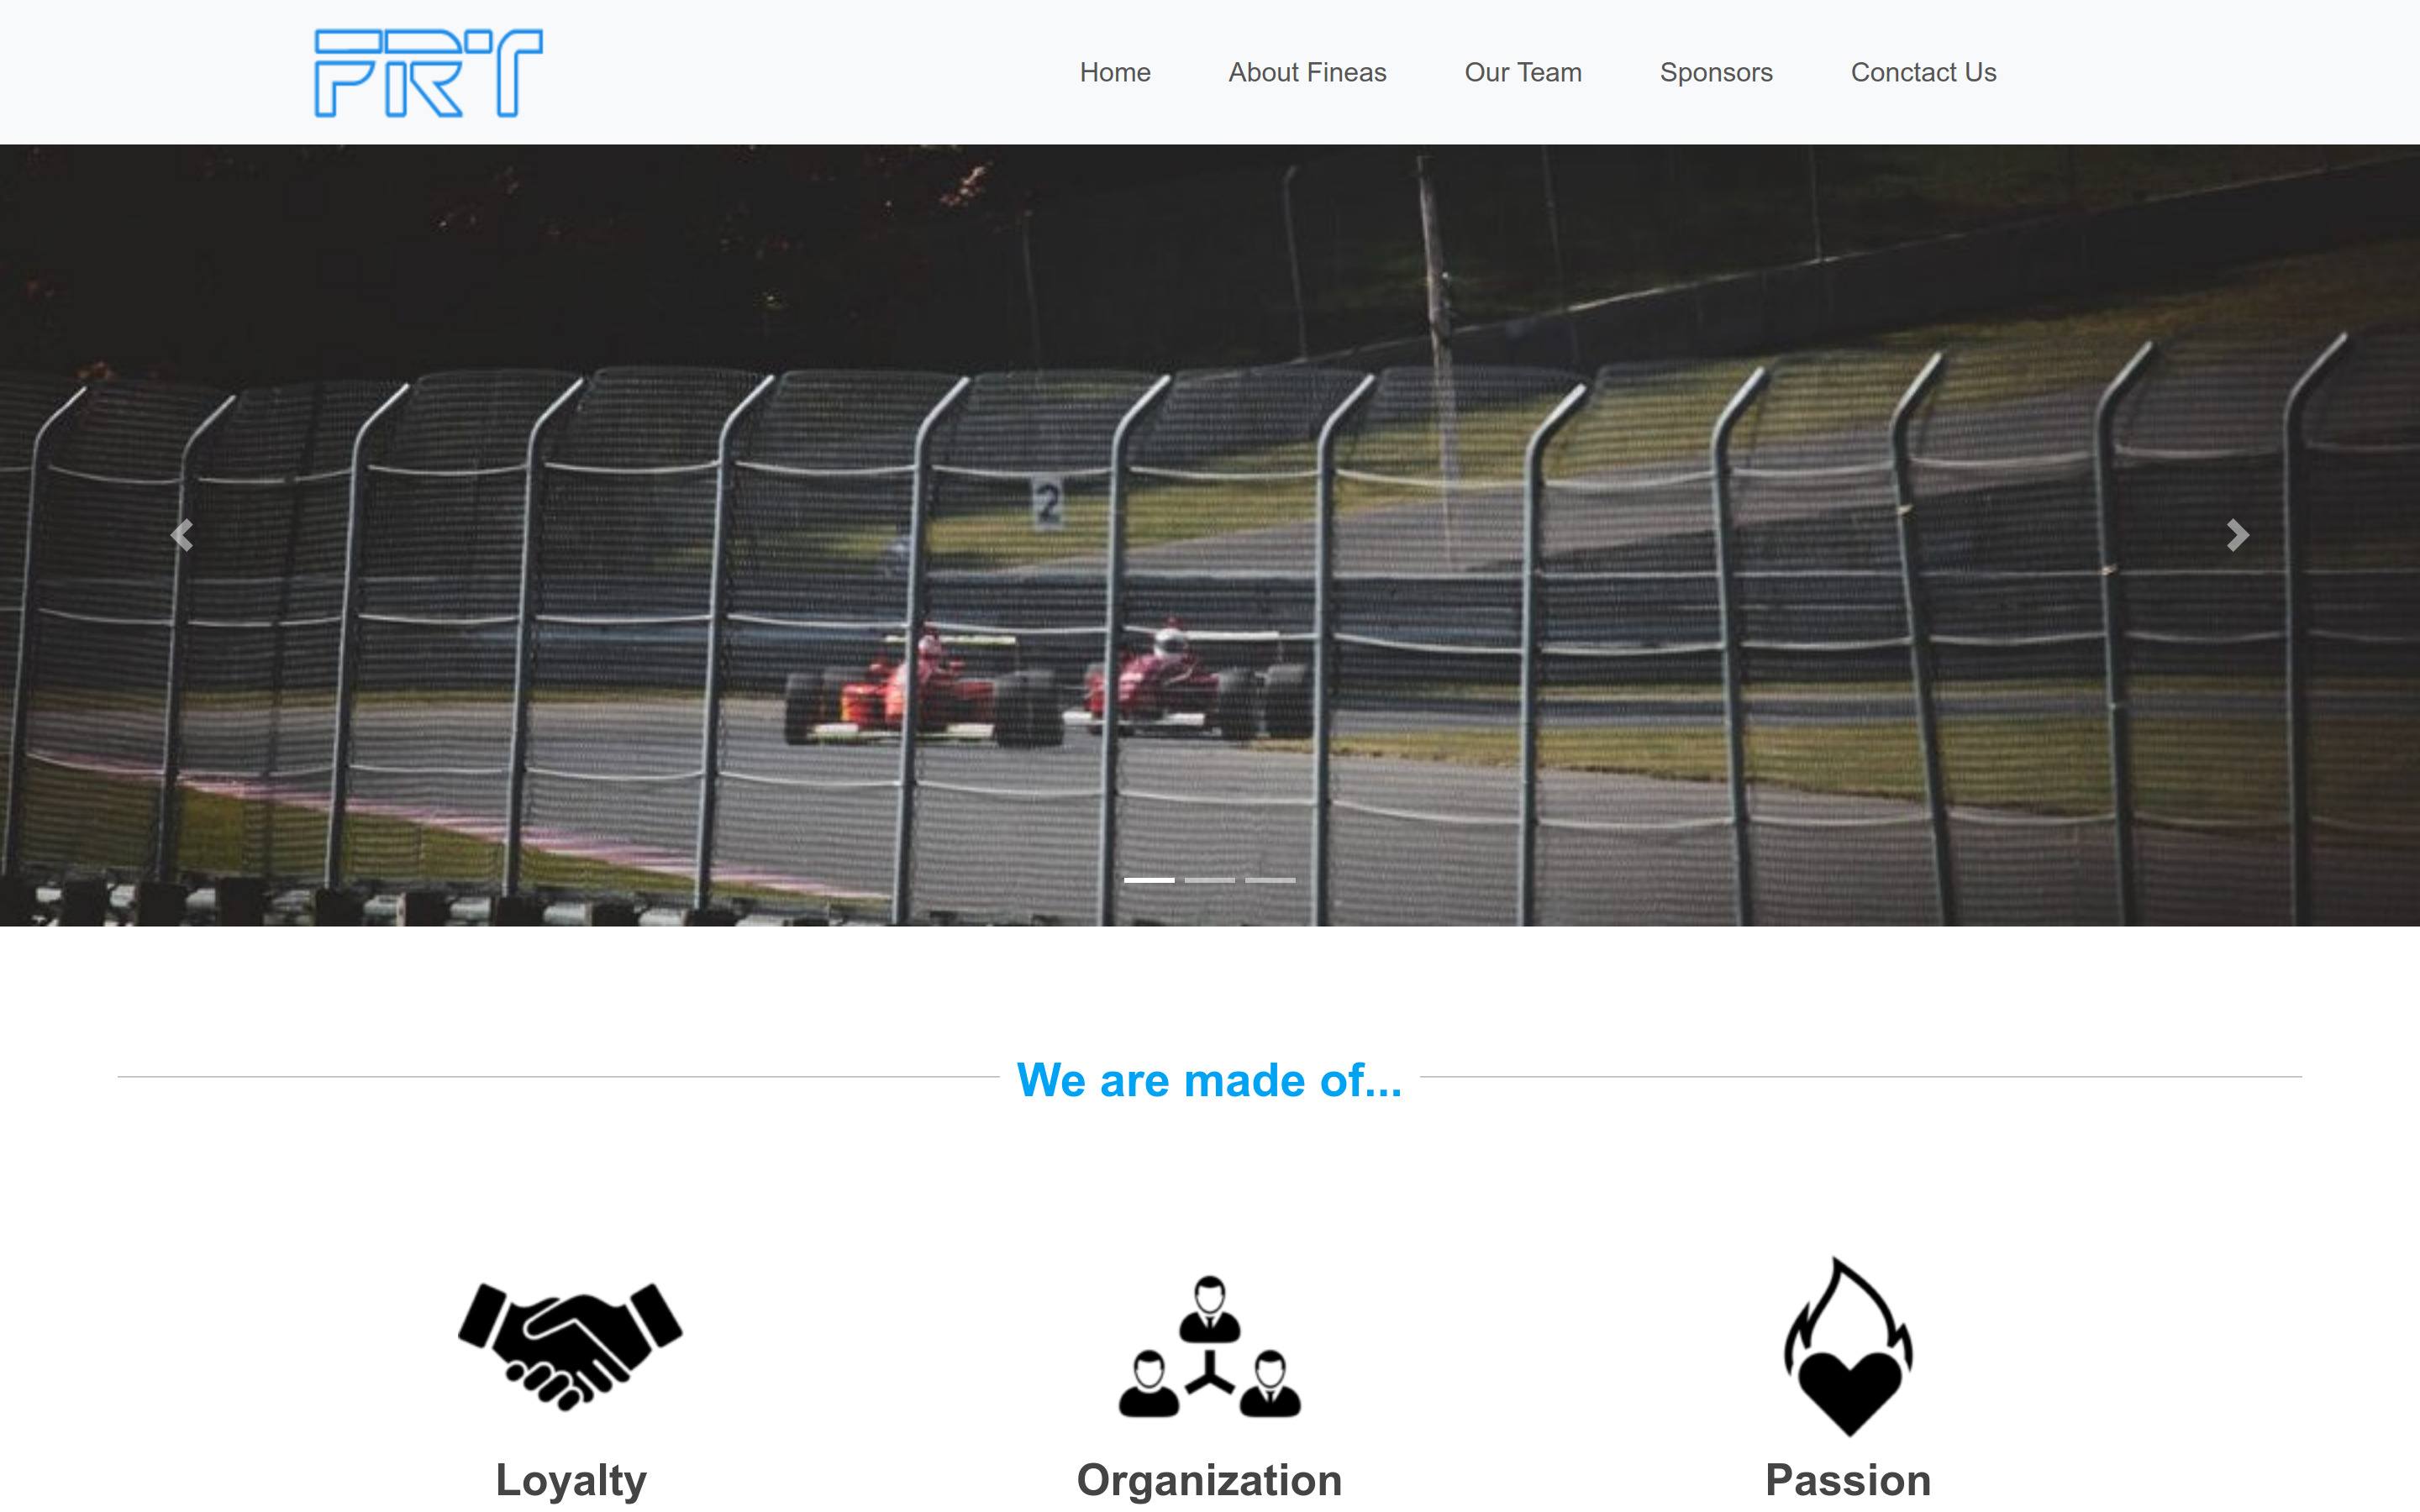 FRT
Home About Fineas Our Team Sponsors Conctact Us
2
We are made of...
Loyalty Organization Passion